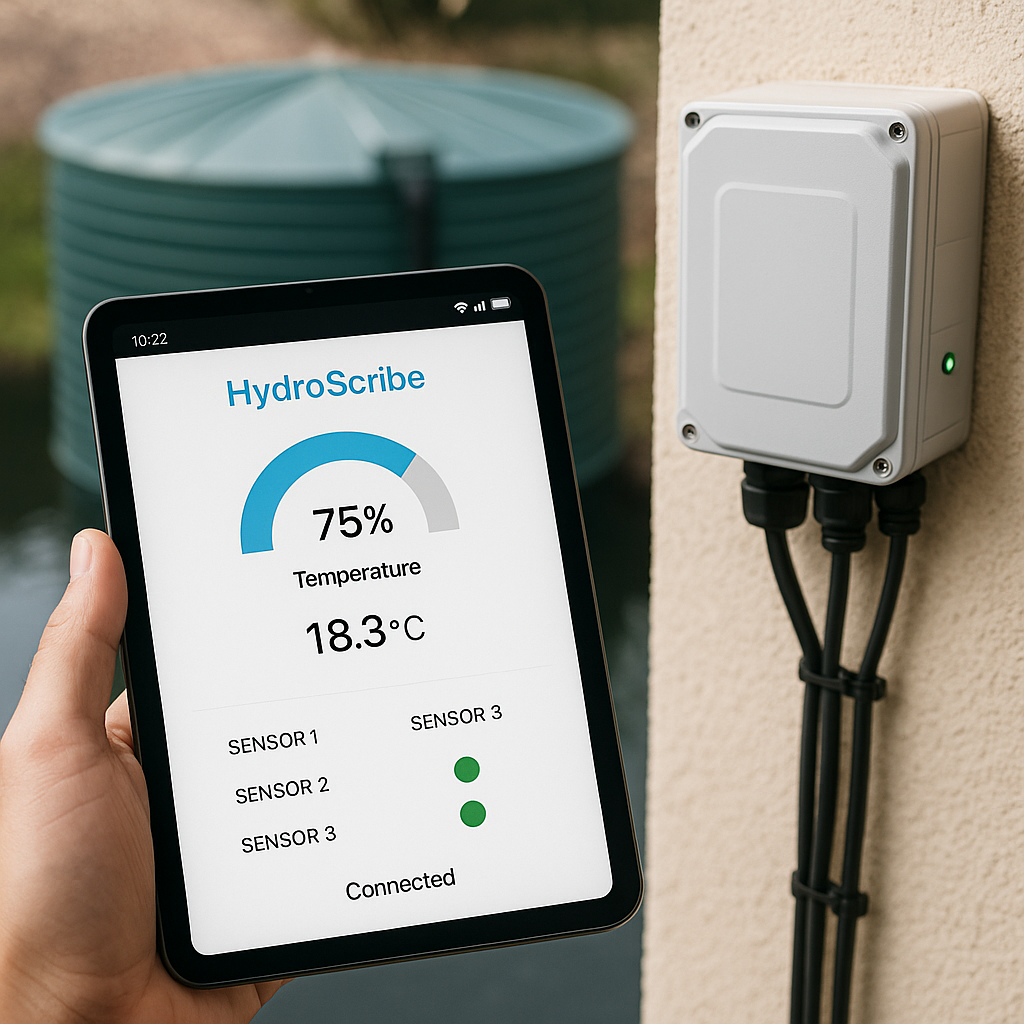 10:22
HydroScribe
75%
Temperature
18.3°C
SENSOR 1
SENSOR 3
SENSOR 2
SENSOR 3
Connected